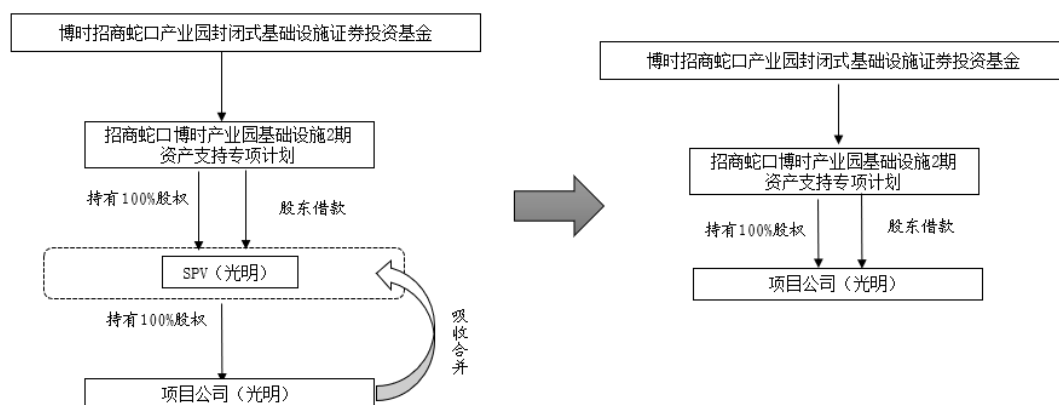 博时招商蛇口产业园封闭式基础设施证券投资基金
招商蛇口博时产业园基础设施2期
资产支持专项计划
持有100%股权
股东借款
SPV（光明）
持有100%股权
吸收合并
项目公司（光明）
博时招商蛇口产业园封闭式基础设施证券投资基金
招商蛇口博时产业园基础设施2期
资产支持专项计划
持有100%股权
股东借款
项目公司（光明）